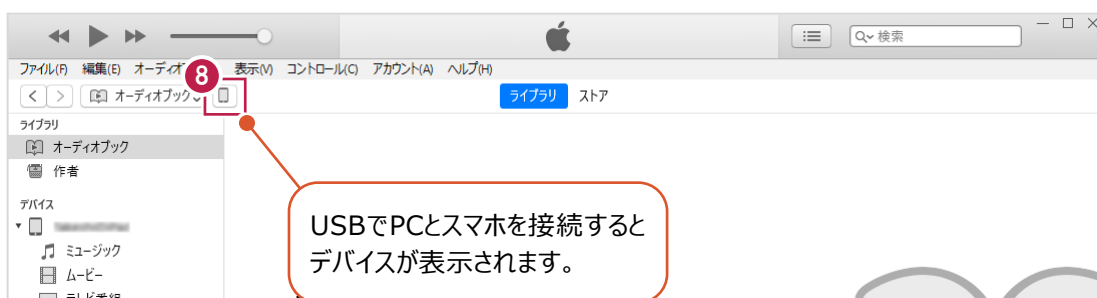 検索
ファイル(F) 編集(E) オーディオ 表示(V) コントロール(C) アカウント(A) ヘルプ(H)
8
オーディオブック
ライブラリ ストア
ライブラリ
オーディオブック
作者
デバイス
ミュージック
ムービー
テレビ番組
USBでPCとスマホを接続すると
デバイスが表示されます。